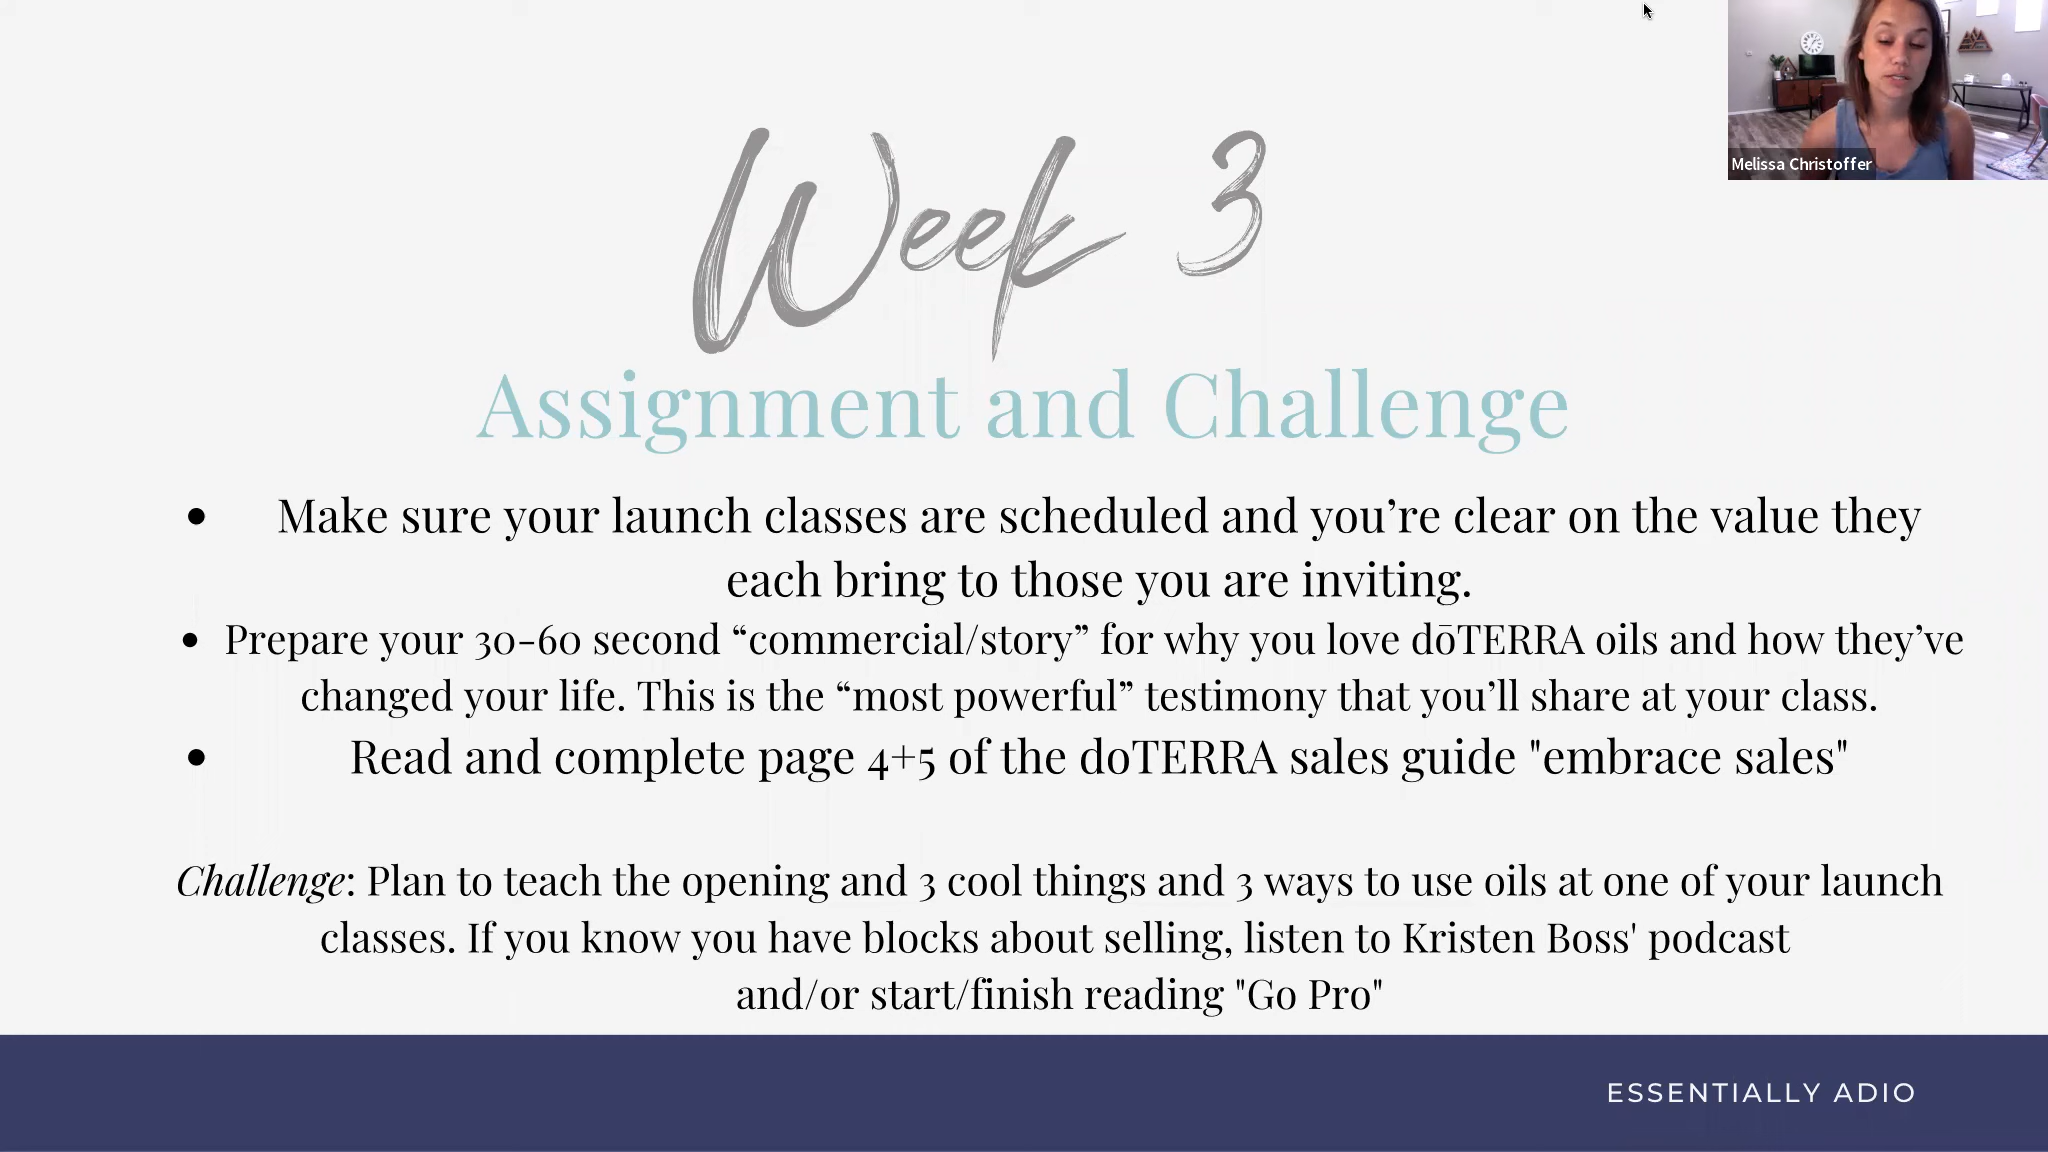 Melissa Christoffer
Week 3
Assignment and Challenge
• Make sure your launch classes are scheduled and you’re clear on the value they
each bring to those you are inviting.
• Prepare your 30-60 second “commercial/story” for why you love dōTERRA oils and how they’ve
changed your life. This is the “most powerful” testimony that you’ll share at your class.
• Read and complete page 4+5 of the doTERRA sales guide "embrace sales"
Challenge: Plan to teach the opening and 3 cool things and 3 ways to use oils at one of your launch
classes. If you know you have blocks about selling, listen to Kristen Boss' podcast
and/or start/finish reading "Go Pro"
ESSENTIALLY ADIO